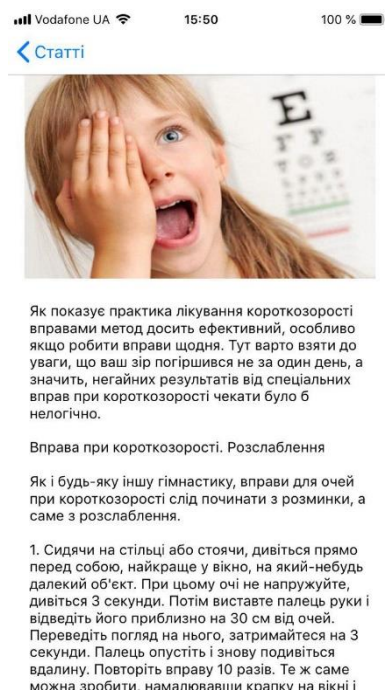 Vodafone UA 15:50 100 %
Статті
E
Як показує практика лікування короткозорості
вправами метод досить ефективний, особливо
якщо робити вправи щодня. Тут варто взяти до
уваги, що ваш зір погіршився не за один день, а
значить, негайних результатів від спеціальних
вправ при короткозорості чекати було б
нелогічно.
Вправа при короткозорості. Розслаблення
Як і будь-яку іншу гімнастику, вправи для очей
при короткозорості слід починати з розминки, а
саме з розслаблення.
1. Сидячи на стільці або стоячи, дивіться прямо
перед собою, найкраще у вікно, на який-небудь
далекий об'єкт. При цьому очі не напружуйте,
дивіться 3 секунди. Потім виставте палець руки і
відведіть його приблизно на 30 см від очей.
Переведіть погляд на нього, затримайтеся на 3
секунди. Палець опустіть і знову подивіться
вдалину. Повторіть вправу 10 разів. Те ж саме
можна зробити, намалювавши крапку на вікні і